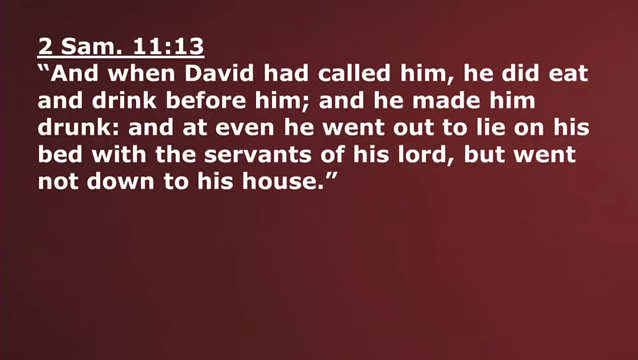 2 Sam. 11:13
“And when David had called him, he did eat
and drink before him; and he made him
drunk: and at even he went out to lie on his
bed with the servants of his lord, but went
not down to his house.”